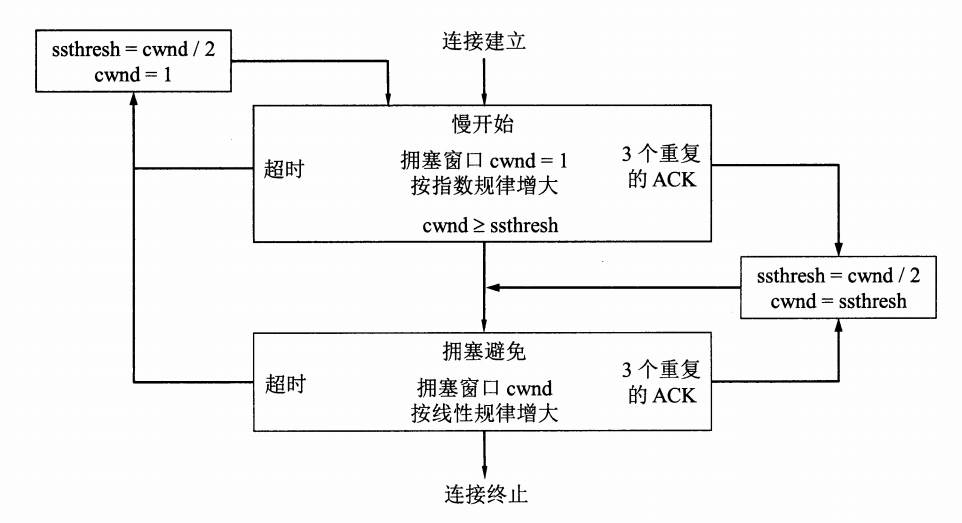 连接建立
ssthresh = cwnd / 2
cwnd = 1
慢开始
超时
拥塞窗口 cwnd = 1
按指数规律增大
3 个重复
的 ACK
cwnd ≥ ssthresh
ssthresh = cwnd / 2
cwnd = ssthresh
拥塞避免
超时
拥塞窗口 cwnd
按线性规律增大
3 个重复
的 ACK
连接终止